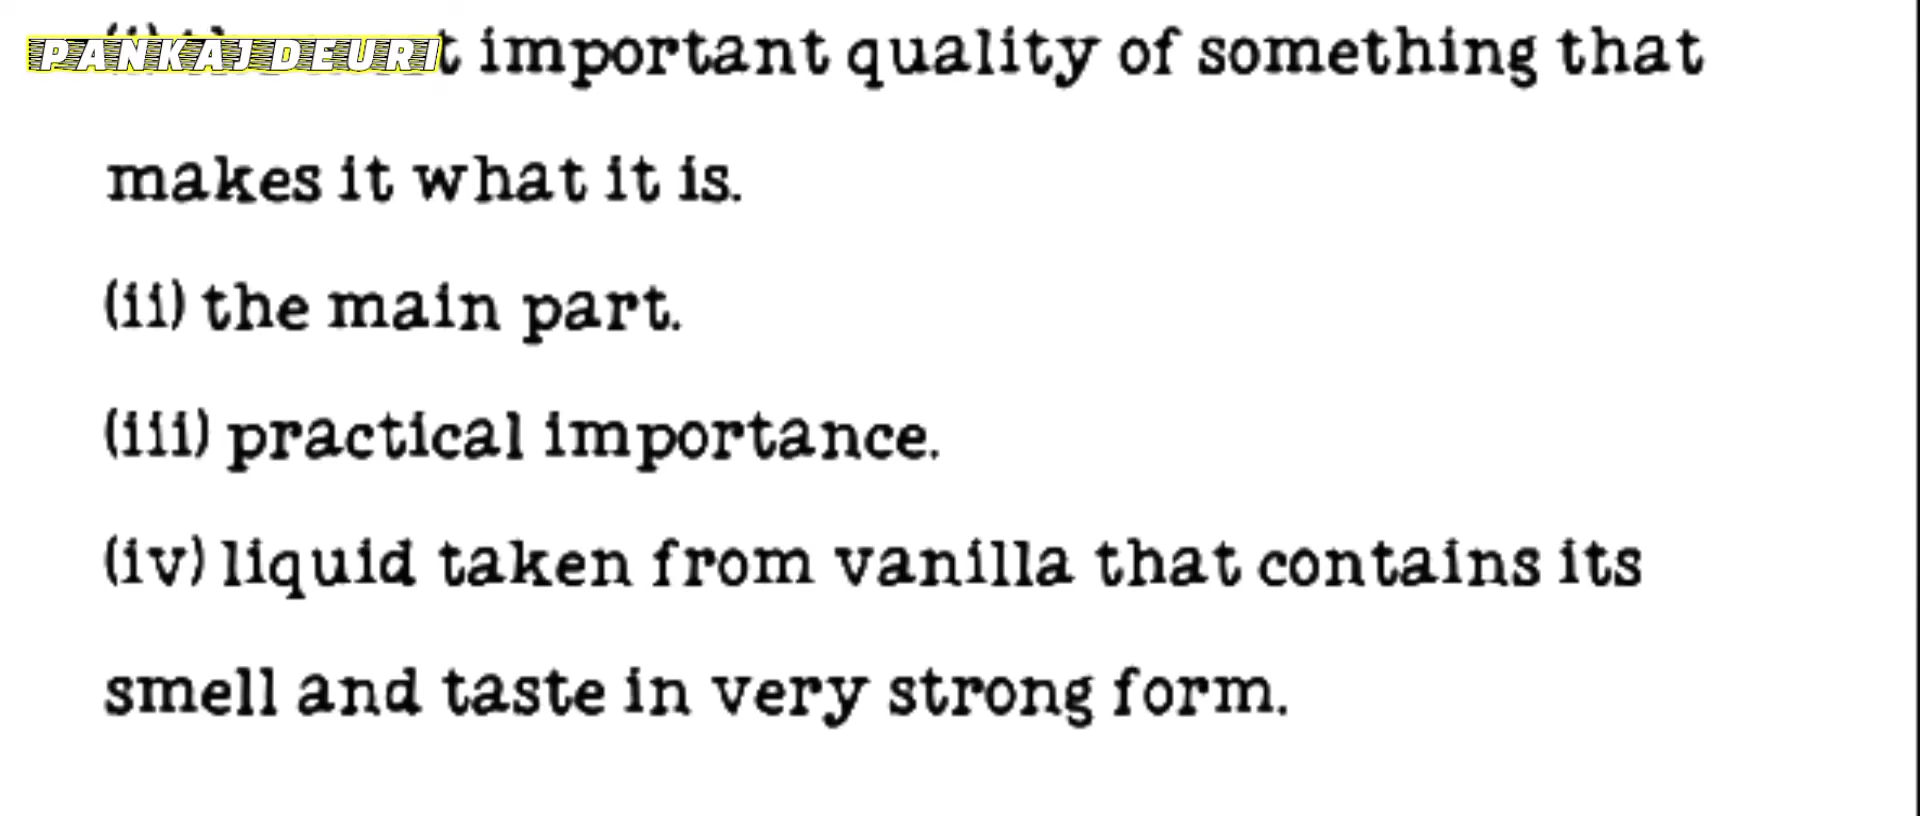 PANKAJ DEURI
important quality of something that
makes it what it is.
(ii) the main part.
(iii) practical importance.
(iv) liquid taken from vanilla that contains its
smell and taste in very strong form.